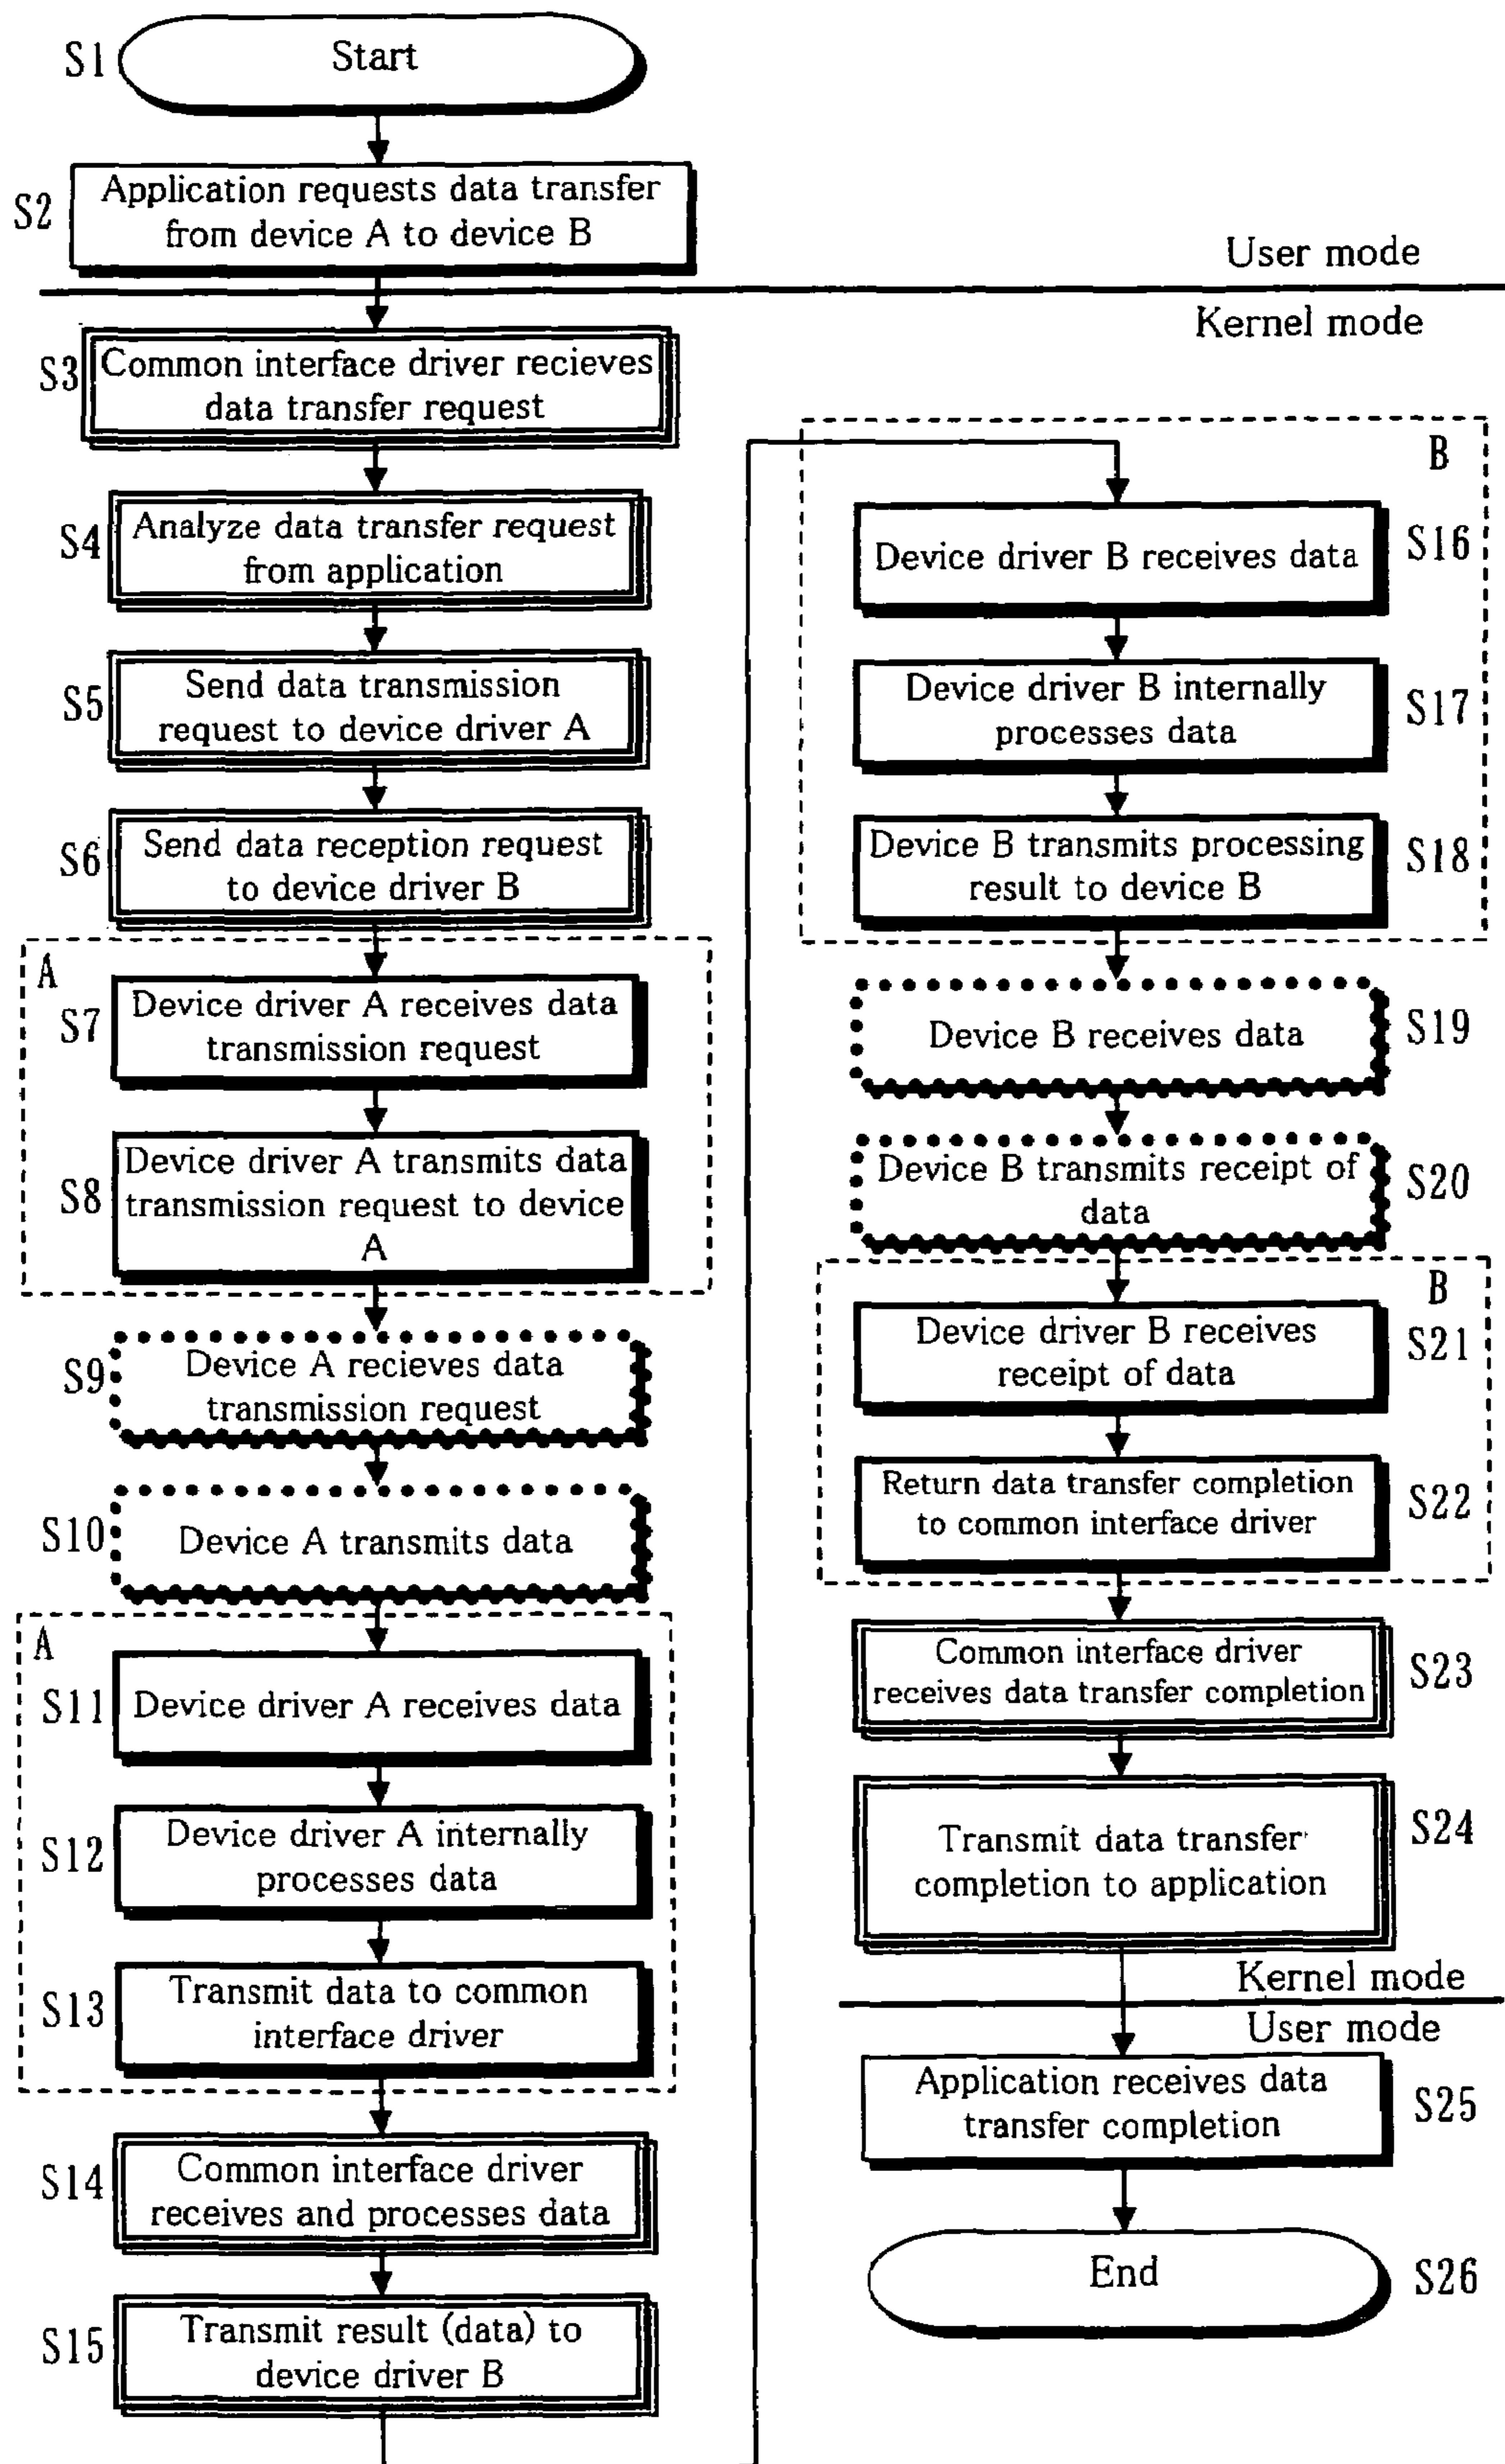 S1
Start
S2
Application requests data transfer
from device A to device B
User mode
Kernel mode
S3
Common interface driver recieves
data transfer request
S4
Analyze data transfer request
from application
S5
Send data transmission
request to device driver A
S6
Send data reception request
to device driver B
A
S7
Device driver A receives data
transmission request
S8
Device driver A transmits data
transmission request to device
A
S9
Device A recieves data
transmission request
S10
Device A transmits data
A
S11
Device driver A receives data
S12
Device driver A internally
processes data
S13
Transmit data to common
interface driver
S14
Common interface driver
receives and processes data
S15
Transmit result (data) to
device driver B
B
Device driver B receives data
S16
Device driver B internally
processes data
S17
Device B transmits processing
result to device B
S18
Device B receives data
S19
Device B transmits receipt of
data
S20
B
Device driver B receives
receipt of data
S21
Return data transfer completion
to common interface driver
S22
Common interface driver
receives data transfer completion
S23
Transmit data transfer
completion to application
S24
Kernel mode
User mode
Application receives data
transfer completion
S25
End
S26